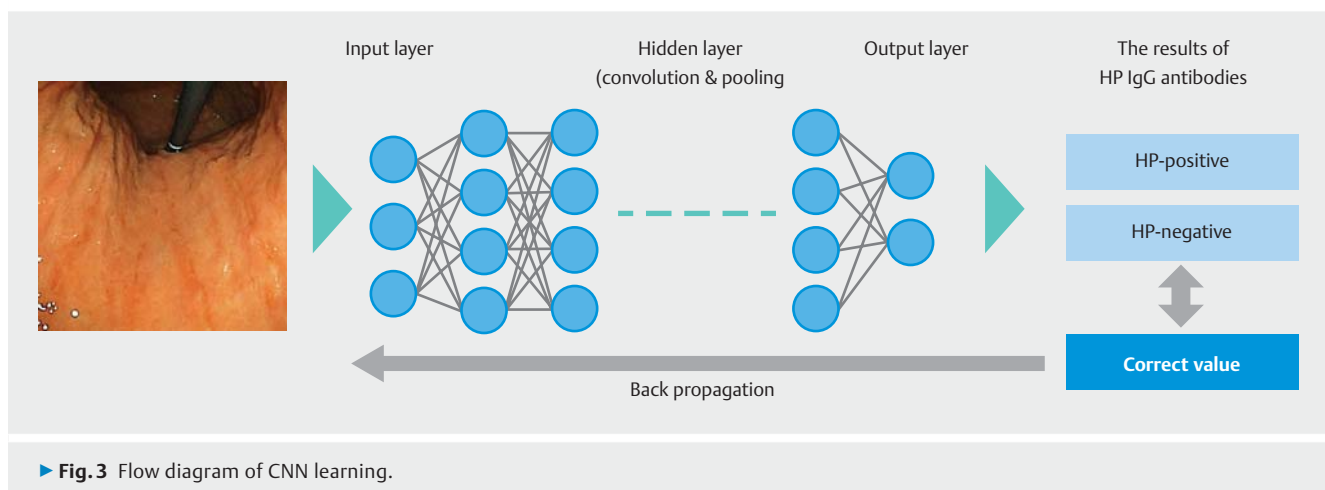 Input layer
Hidden layer
(convolution & pooling
Output layer
The results of
HP IgG antibodies
HP-positive
HP-negative
Correct value
Back propagation
▶ Fig. 3 Flow diagram of CNN learning.